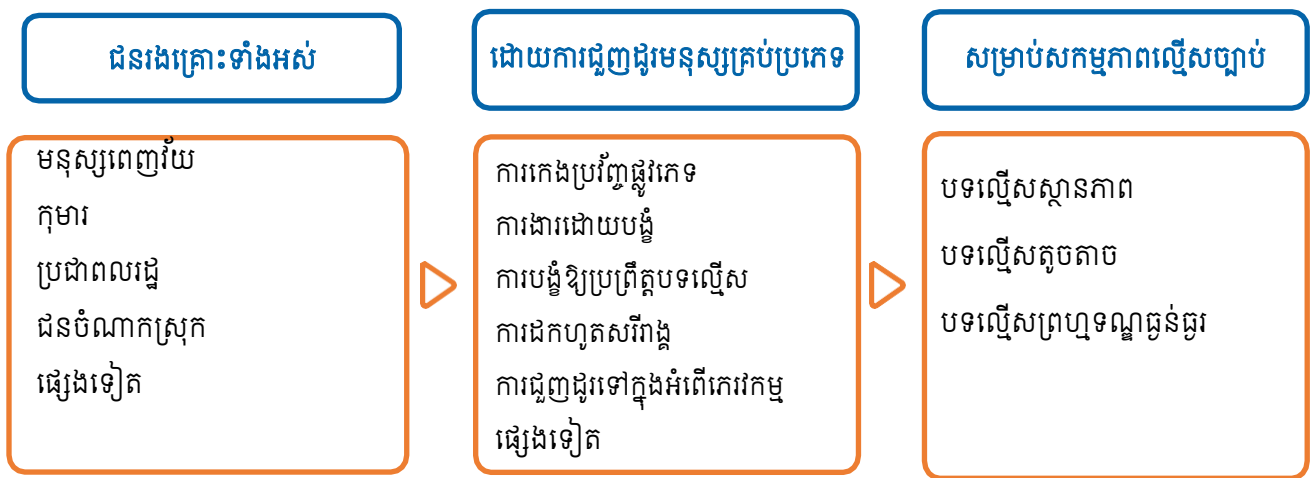 ជនរងគ្រោះទាំងអស់
មនុស្សពេញវ័យ
កុមារ
ប្រជាពលរដ្ឋ
ជនចំណាកស្រុក
ផ្សេងទៀត
ដោយការជួញដូរមនុស្សគ្រប់ប្រភេទ
ការកេងប្រវ័ញ្ចផ្លូវភេទ
ការងារដោយបង្ខំ
ការបង្ខំឱ្យប្រព្រឹត្តបទល្មើស
ការដកហូតសរីរាង្គ
ការជួញដូរទៅក្នុងអំពើភេរវកម្ម
ផ្សេងទៀត
សម្រាប់សកម្មភាពល្មើសច្បាប់
បទល្មើសស្ថានភាព
បទល្មើសតូចតាច
បទល្មើសព្រហ្មទណ្ឌធ្ងន់ធ្ងរ